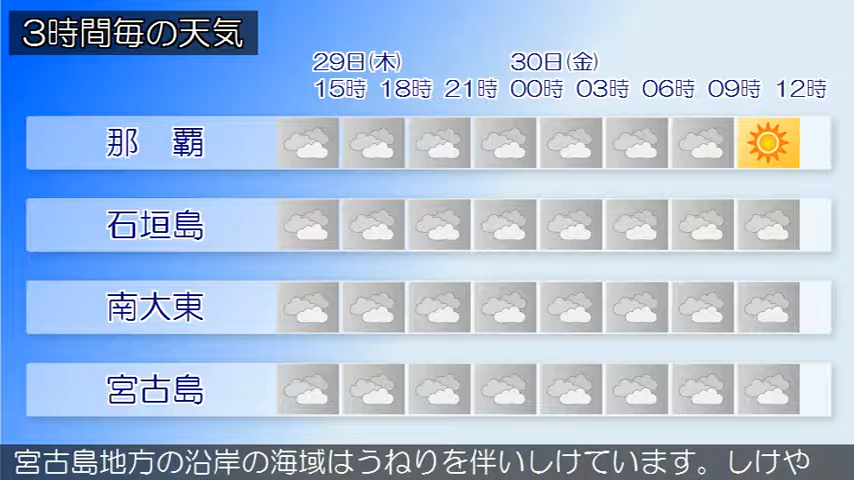 3時間毎の天気
29日(木) 30日(金)
15時 18時 21時 00時 03時 06時 09時 12時
那　覇
石垣島
南大東
宮古島
宮古島地方の沿岸の海域はうねりを伴いしけています。しけや